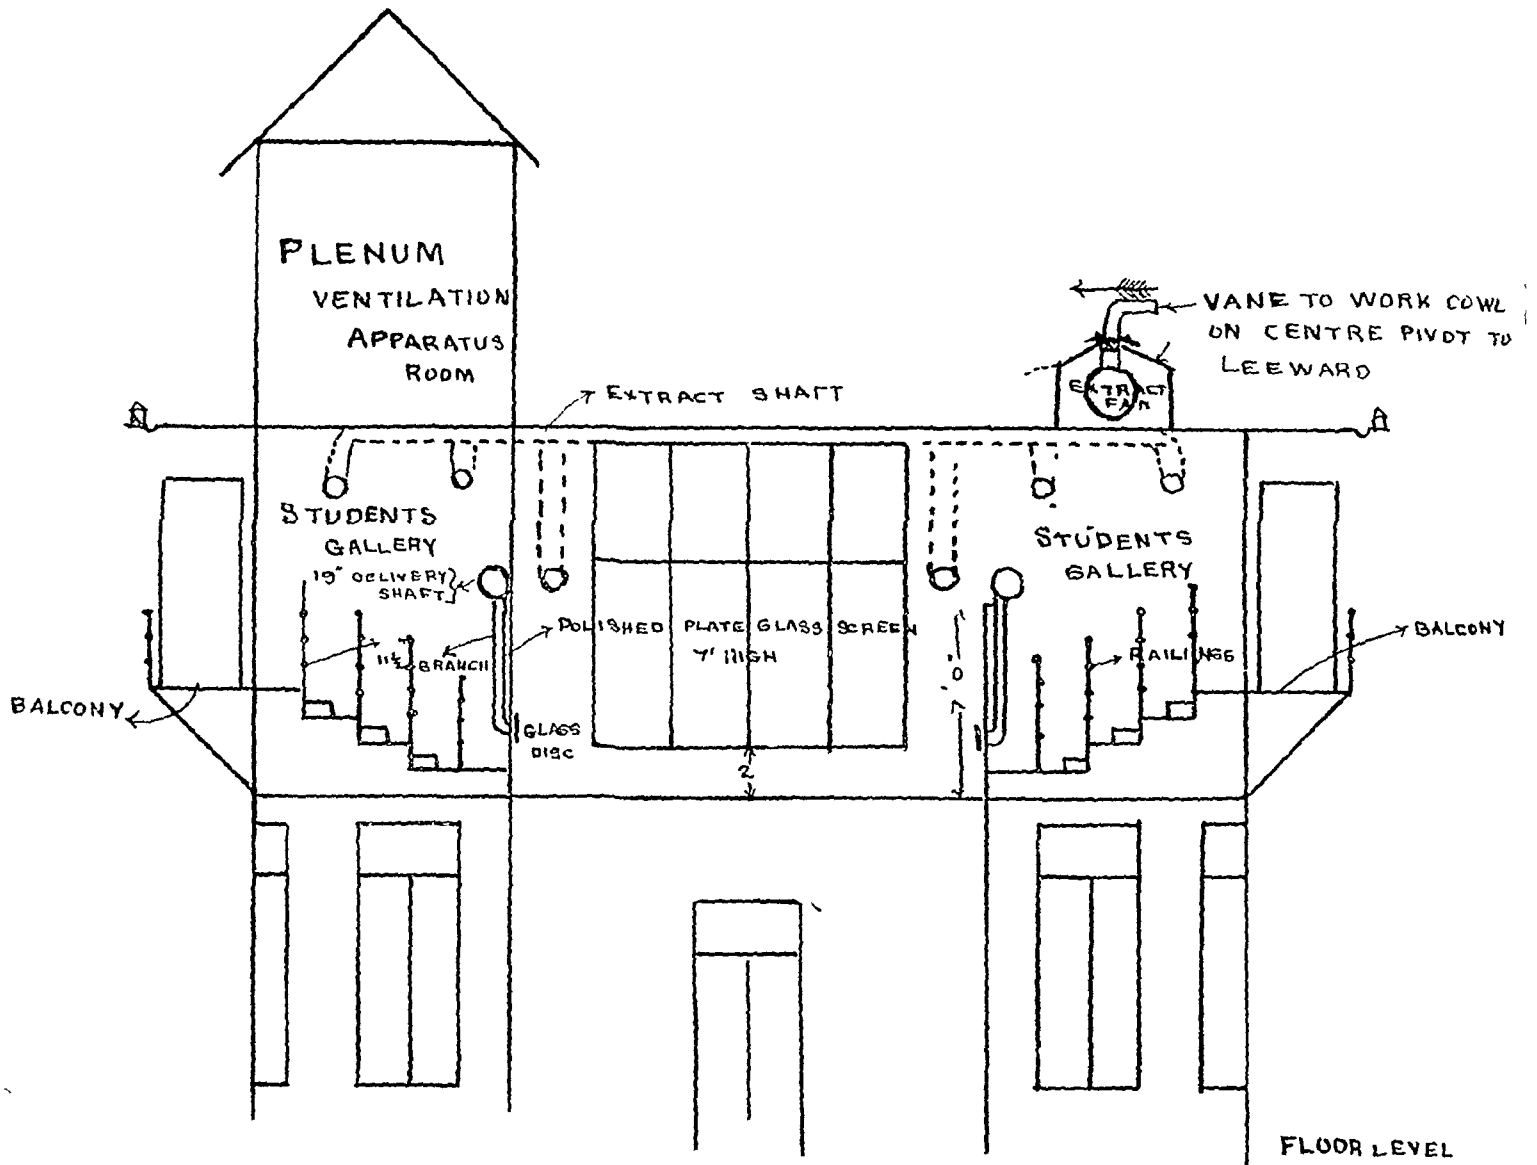 PLENUM
VENTILATION
APPARATUS
ROOM
VANE TO WORK COWL
ON CENTRE PIVOT TO
LEEWARD
EXTRACT
FAN
EXTRACT SHAFT
STUDENTS
GALLERY
19" DELIVERY
SHAFT
STUDENTS
GALLERY
POLISHED PLATE GLASS SCREEN
7' HIGH
BRANCH
RAILINGS
BALCONY
BALCONY
7'0"
GLASS
DISC
2
FLOOR LEVEL